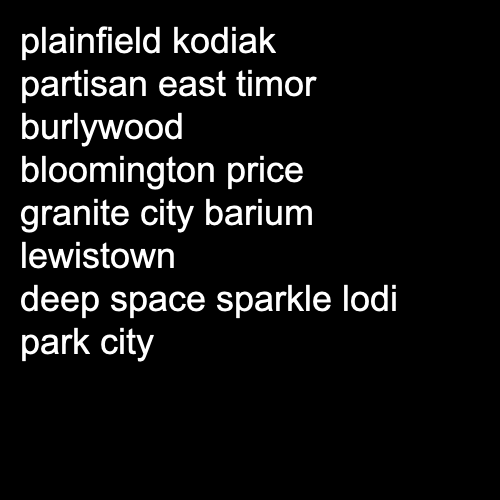 plainfield kodiak
partisan east timor
burlywood
bloomington price
granite city barium
lewistown
deep space sparkle lodi
park city